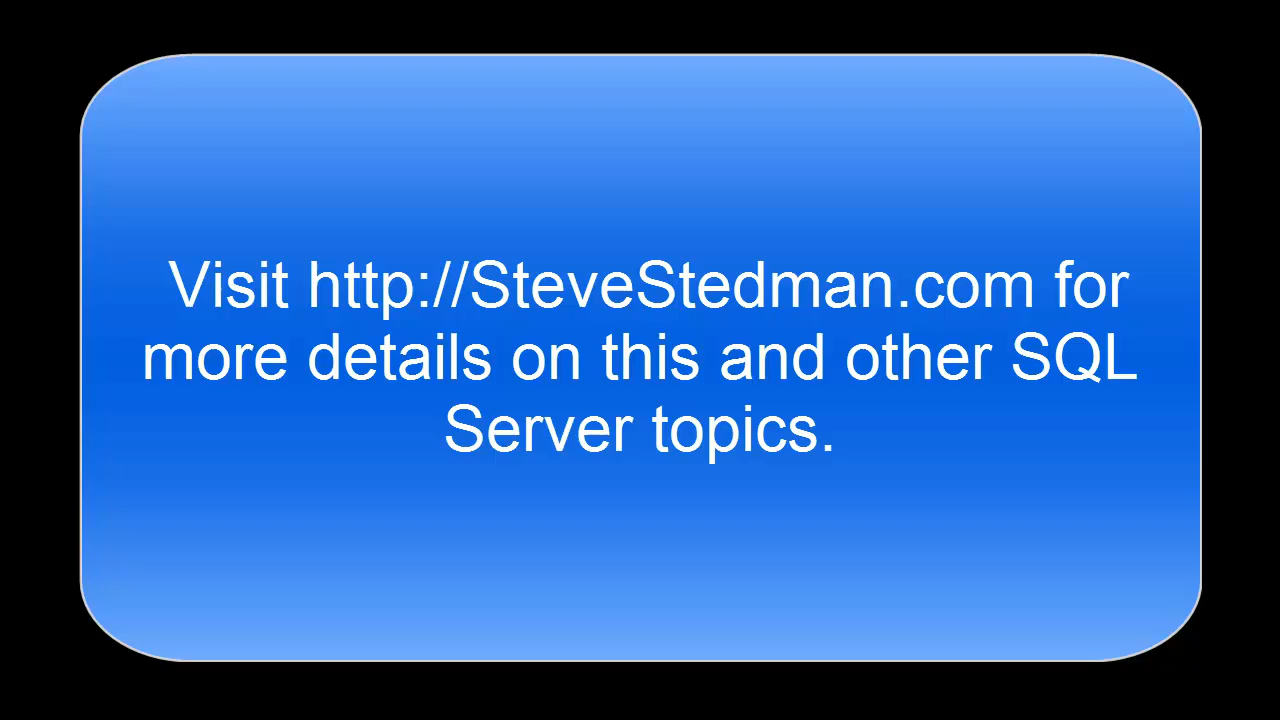 Visit http://SteveStedman.com for
more details on this and other SQL
Server topics.